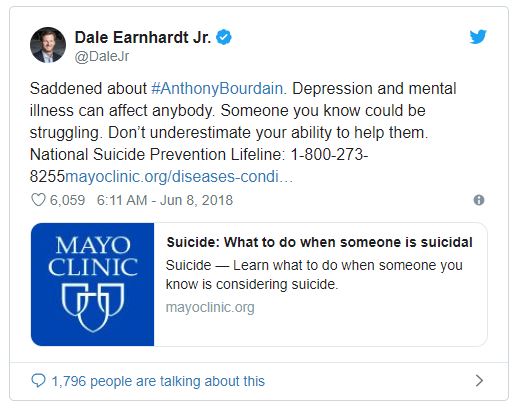 Dale Earnhardt Jr.
@DaleJr
Saddened about #AnthonyBourdain. Depression and mental
illness can affect anybody. Someone you know could be
struggling. Don’t underestimate your ability to help them.
National Suicide Prevention Lifeline: 1-800-273-
8255mayoclinic.org/diseases-condi…
6,059 6:11 AM - Jun 8, 2018
MAYO
CLINIC
Suicide: What to do when someone is suicidal
Suicide — Learn what to do when someone you
know is considering suicide.
mayoclinic.org
1,796 people are talking about this